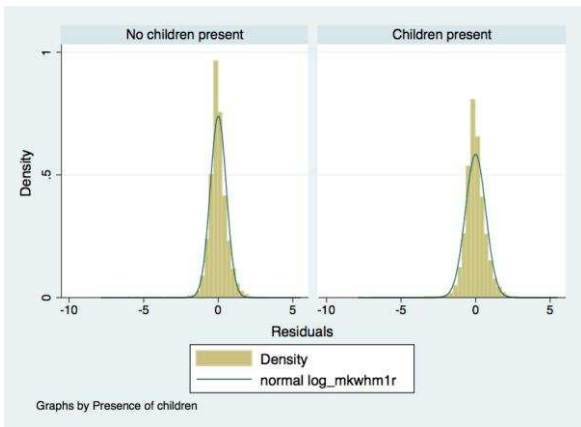 No children present
Children present
Density
1
.5
0
-10
-5
0
5
-10
-5
0
5
Residuals
Density
normal log_mkwhm1r
Graphs by Presence of children